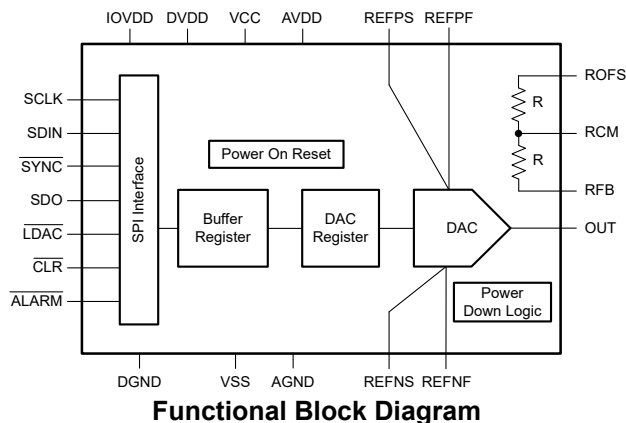 IOVDD DVDD VCC AVDD REFPS REFPF
ROFS
SCLK
R
SDIN
RCM
Power On Reset
SYNC
R
SPI Interface
RFB
SDO
Buffer
Register
DAC
Register
DAC
OUT
LDAC
CLR
Power
Down Logic
ALARM
DGND VSS AGND REFNS REFNF
Functional Block Diagram